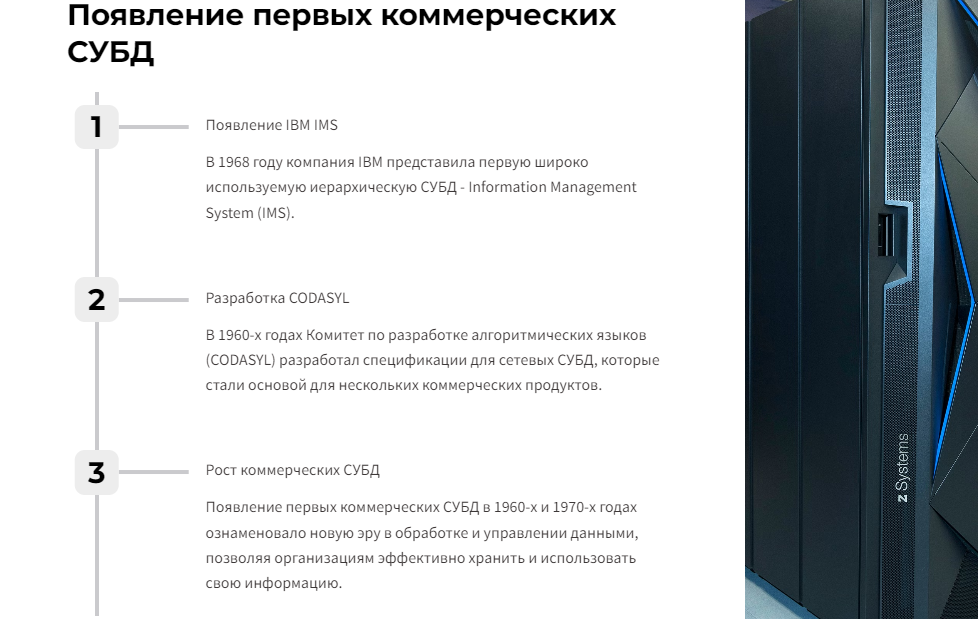 Появление первых коммерческих
СУБД
1
Появление IBM IMS
В 1968 году компания IBM представила первую широко
используемую иерархическую СУБД - Information Management
System (IMS).
2
Разработка CODASYL
В 1960-х годах Комитет по разработке алгоритмических языков
(CODASYL) разработал спецификации для сетевых СУБД, которые
стали основой для нескольких коммерческих продуктов.
3
Рост коммерческих СУБД
Появление первых коммерческих СУБД в 1960-х и 1970-х годах
ознаменовало новую эру в обработке и управлении данными,
позволяя организациям эффективно хранить и использовать
свою информацию.
z Systems